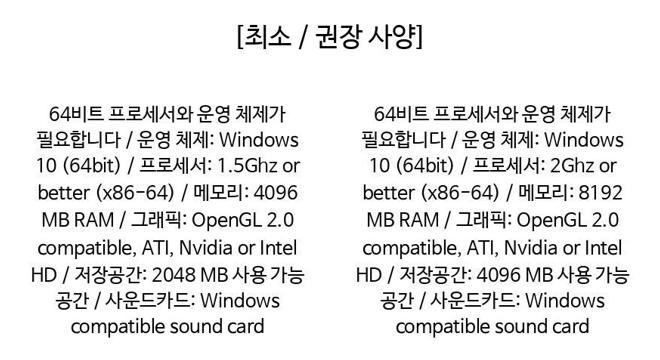 [최소 / 권장 사양]
64비트 프로세서와 운영 체제가
필요합니다 / 운영 체제: Windows
10 (64bit) / 프로세서: 1.5Ghz or
better (x86-64) / 메모리: 4096
MB RAM / 그래픽: OpenGL 2.0
compatible, ATI, Nvidia or Intel
HD / 저장공간: 2048 MB 사용 가능
공간 / 사운드카드: Windows
compatible sound card
64비트 프로세서와 운영 체제가
필요합니다 / 운영 체제: Windows
10 (64bit) / 프로세서: 2Ghz or
better (x86-64) / 메모리: 8192
MB RAM / 그래픽: OpenGL 2.0
compatible, ATI, Nvidia or Intel
HD / 저장공간: 4096 MB 사용 가능
공간 / 사운드카드: Windows
compatible sound card